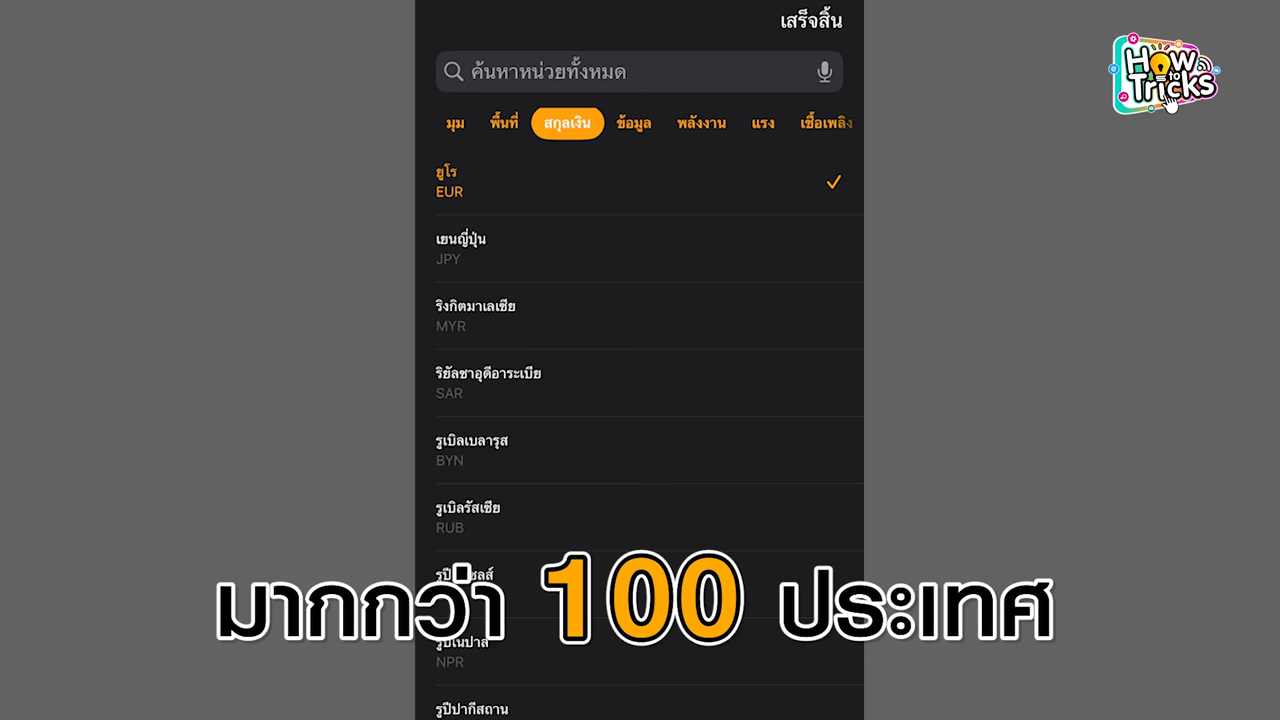 เสร็จสิ้น
How
to
Tricks
ค้นหาหน่วยทั้งหมด
มุม พื้นที่ สกุลเงิน ข้อมูล พลังงาน แรง เชื้อเพลิง
ยูโร
EUR
เยนญี่ปุ่น
JPY
ริงกิตมาเลเซีย
MYR
ริยัลซาอุดีอาระเบีย
SAR
รูเบิลเบลารุส
BYN
รูเบิลรัสเซีย
RUB
มากกว่า 100 ประเทศ
รูปีเนปาล
NPR
รูปีปากีสถาน